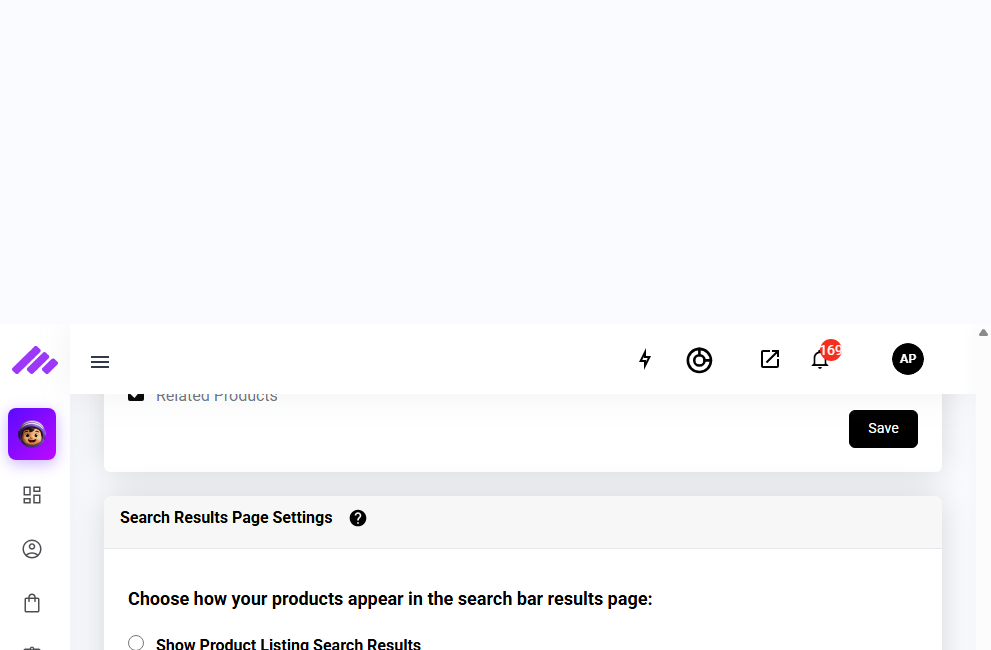 169
AP
Related Products
Save
Search Results Page Settings
Choose how your products appear in the search bar results page:
Show Product Listing Search Results